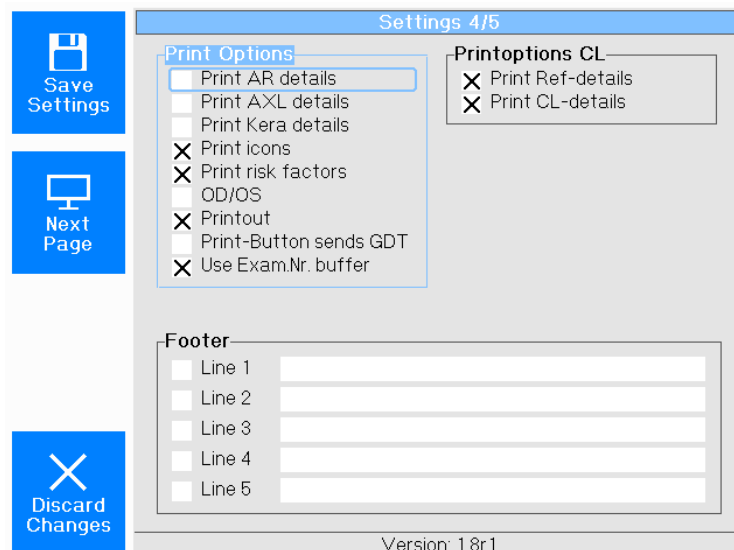 Save
Settings
Next
Page
Discard
Changes
Settings 4/5
Print Options
Print AR details
Print AXL details
Print Kera details
Print icons
Print risk factors
OD/OS
Printout
Print-Button sends GDT
Use Exam.Nr. buffer
Printoptions CL
Print Ref-details
Print CL-details
Footer
Line 1
Line 2
Line 3
Line 4
Line 5
Version: 1.8r1